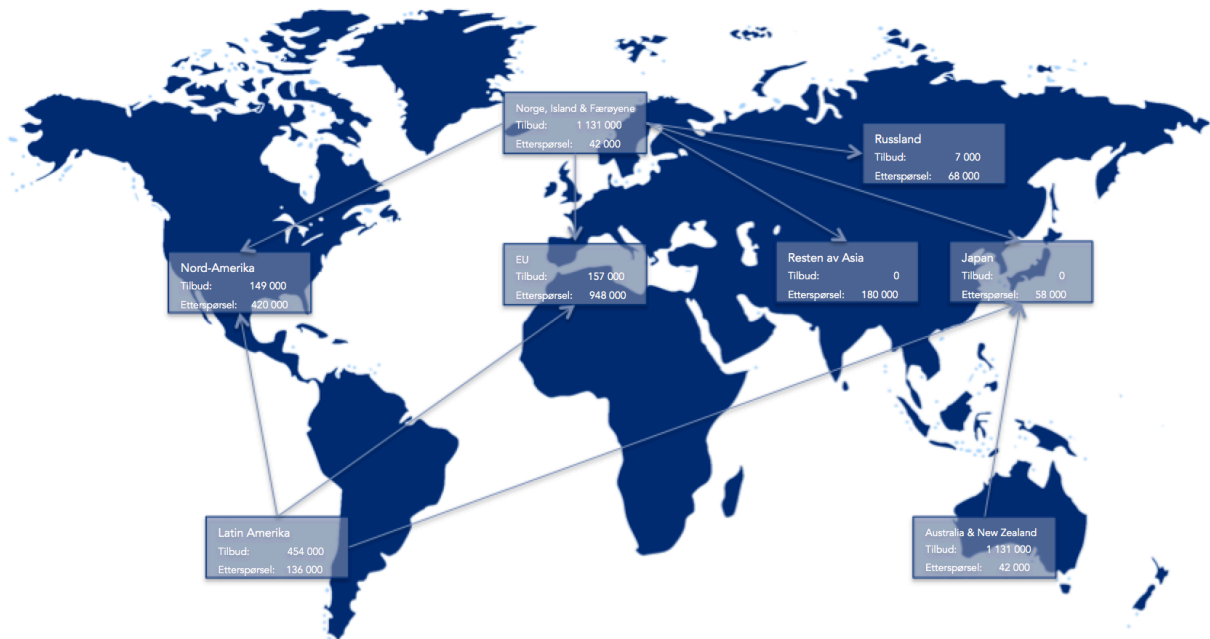 Norge, Island & Færøyene
Tilbud: 1 131 000
Etterspørsel: 42 000
Russland
Tilbud: 7 000
Etterspørsel: 68 000
Nord-Amerika
Tilbud: 149 000
Etterspørsel: 420 000
EU
Tilbud: 157 000
Etterspørsel: 948 000
Resten av Asia
Tilbud: 0
Etterspørsel: 180 000
Japan
Tilbud: 0
Etterspørsel: 58 000
Latin Amerika
Tilbud: 454 000
Etterspørsel: 136 000
Australia & New Zealand
Tilbud: 1 131 000
Etterspørsel: 42 000